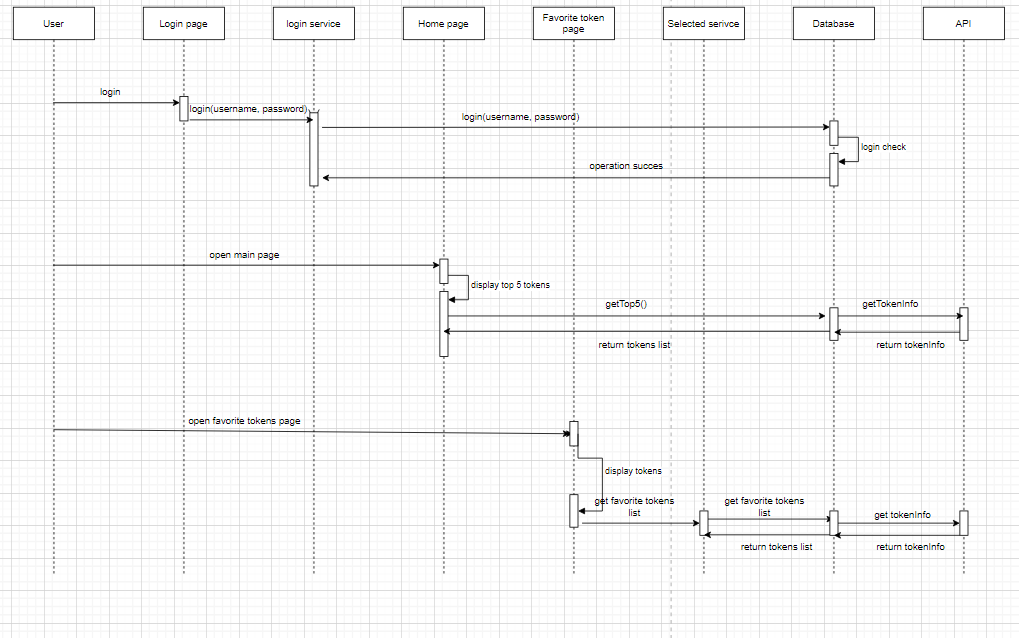 User
Login page
login service
Home page
Favorite token
page
Selected serivce
Database
API
login
login(username, password)
login(username, password)
login check
operation succes
open main page
display top 5 tokens
getTop5()
getTokenInfo
return tokens list
return tokenInfo
open favorite tokens page
display tokens
get favorite tokens
list
get favorite tokens
list
get tokenInfo
return tokens list
return tokenInfo